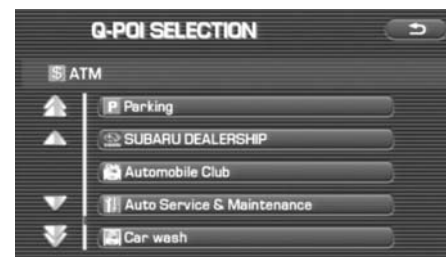 Q-POI SELECTION
$ ATM
P Parking
SUBARU DEALERSHIP
Automobile Club
Auto Service & Maintenance
Car wash